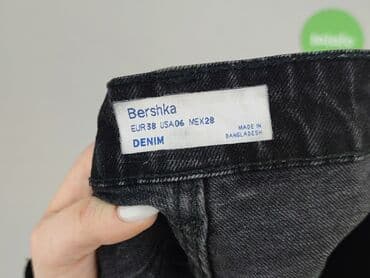 Bershka
EUR38 USA06 MEX28
DENIM
MADE IN
BANGLADESH